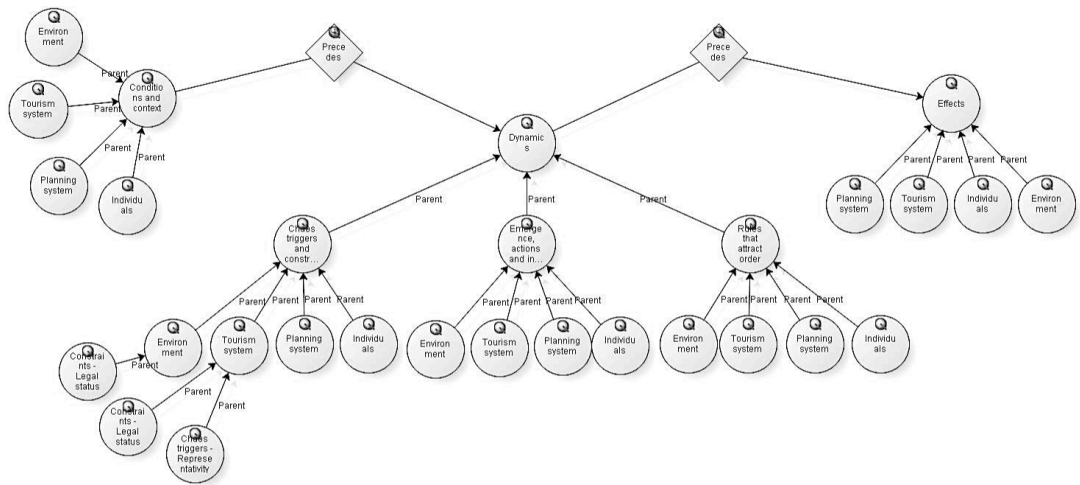 Environ
ment
Parent
Tourism
system
Parent
Conditio
ns and
context
Parent
Planning
system
Parent
Individu
als
Prece
des
Prece
des
Dynamic
s
Effects
Parent
Parent
Parent
Parent
Planning
system
Tourism
system
Individu
als
Environ
ment
Parent
Parent
Parent
Chaos
triggers
and
constr...
Emerge
nce,
actions
and in...
Rules
that
attract
order
Parent
Parent
Parent
Parent
Parent
Parent
Parent
Parent
Parent
Parent
Parent
Parent
Environ
ment
Tourism
system
Planning
system
Individu
als
Environ
ment
Tourism
system
Planning
system
Individu
als
Environ
ment
Tourism
system
Planning
system
Individu
als
Constrai
nts -
Legal
status
Parent
Constrai
nts -
Legal
status
Parent
Parent
Chaos
triggers -
Represe
ntativity